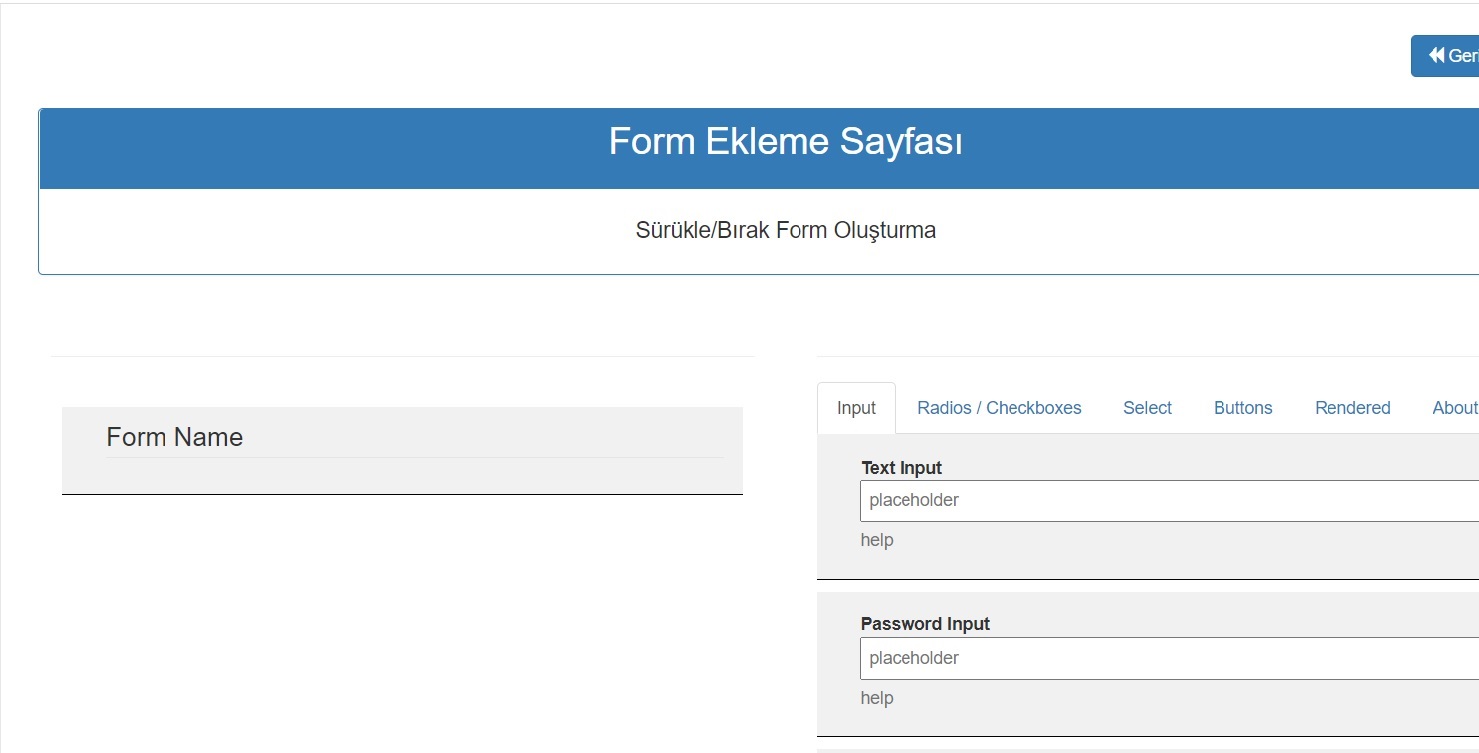 Geri
Form Ekleme Sayfası
Sürükle/Bırak Form Oluşturma
Form Name
Input Radios / Checkboxes Select Buttons Rendered About
Text Input
placeholder
help
Password Input
placeholder
help